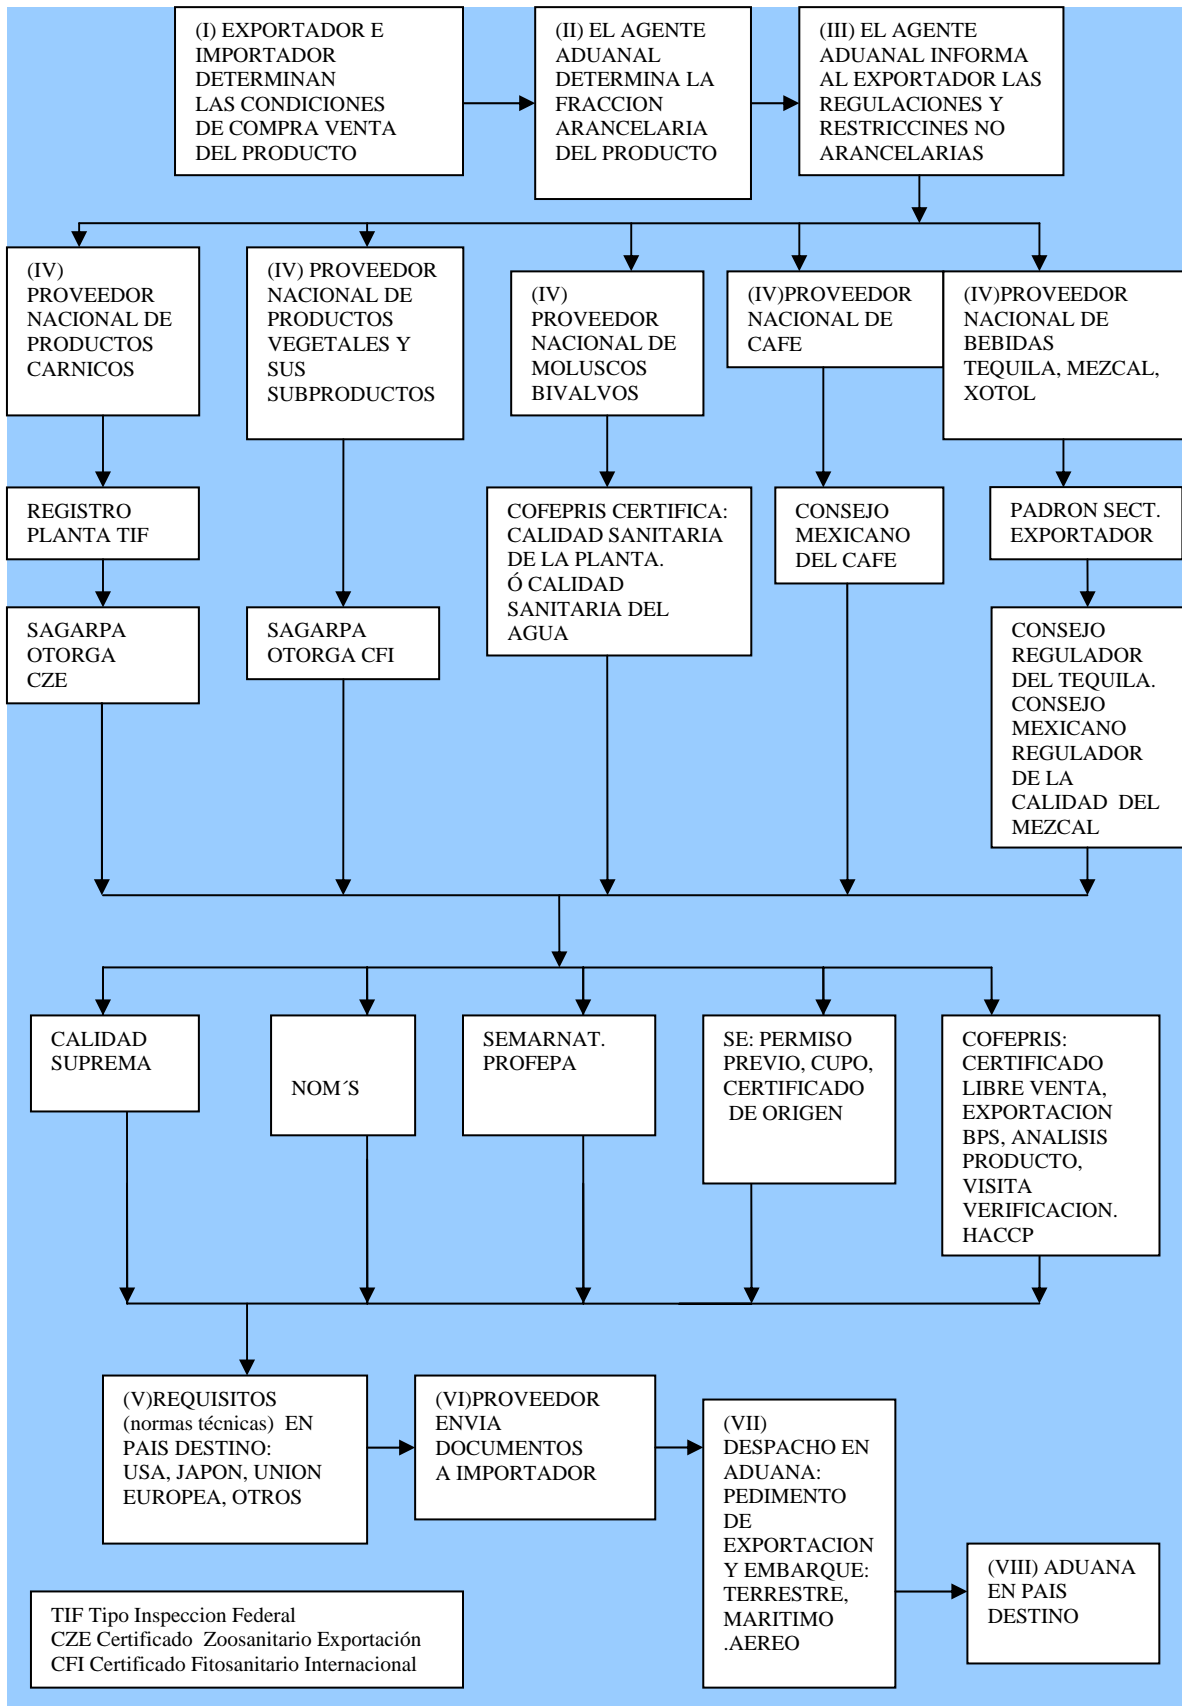 (I) EXPORTADOR E
IMPORTADOR
DETERMINAN
LAS CONDICIONES
DE COMPRA VENTA
DEL PRODUCTO
(II) EL AGENTE
ADUANAL
DETERMINA LA
FRACCION
ARANCELARIA
DEL PRODUCTO
(III) EL AGENTE
ADUANAL INFORMA
AL EXPORTADOR LAS
REGULACIONES Y
RESTRICCINES NO
ARANCELARIAS
(IV)
PROVEEDOR
NACIONAL DE
PRODUCTOS
CARNICOS
(IV) PROVEEDOR
NACIONAL DE
PRODUCTOS
VEGETALES Y
SUS
SUBPRODUCTOS
(IV)
PROVEEDOR
NACIONAL DE
MOLUSCOS
BIVALVOS
(IV)PROVEEDOR
NACIONAL DE
CAFE
(IV)PROVEEDOR
NACIONAL DE
BEBIDAS
TEQUILA, MEZCAL,
XOTOL
REGISTRO
PLANTA TIF
COFEPRIS CERTIFICA:
CALIDAD SANITARIA
DE LA PLANTA.
Ó CALIDAD
SANITARIA DEL
AGUA
CONSEJO
MEXICANO
DEL CAFE
PADRON SECT.
EXPORTADOR
SAGARPA
OTORGA
CZE
SAGARPA
OTORGA CFI
CONSEJO
REGULADOR
DEL TEQUILA.
CONSEJO
MEXICANO
REGULADOR
DE LA
CALIDAD  DEL
MEZCAL
CALIDAD
SUPREMA
NOM´S
SEMARNAT.
PROFEPA
SE: PERMISO
PREVIO, CUPO,
CERTIFICADO
DE ORIGEN
COFEPRIS:
CERTIFICADO
LIBRE VENTA,
EXPORTACION
BPS, ANALISIS
PRODUCTO,
VISITA
VERIFICACION.
HACCP
(V)REQUISITOS
(normas técnicas)  EN
PAIS DESTINO:
USA, JAPON, UNION
EUROPEA, OTROS
(VI)PROVEEDOR
ENVIA
DOCUMENTOS
A IMPORTADOR
(VII)
DESPACHO EN
ADUANA:
PEDIMENTO
DE
EXPORTACION
Y EMBARQUE:
TERRESTRE,
MARITIMO
.AEREO
(VIII) ADUANA
EN PAIS
DESTINO
TIF Tipo Inspeccion Federal
CZE Certificado  Zoosanitario Exportación
CFI Certificado Fitosanitario Internacional